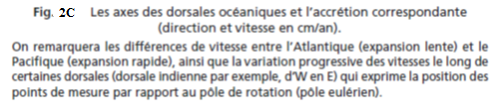 Fig. 2C Les axes des dorsales océaniques et l'accrétion correspondante
(direction et vitesse en cm/an).
On remarquera les différences de vitesse entre l'Atlantique (expansion lente) et le
Pacifique (expansion rapide), ainsi que la variation progressive des vitesses le long de
certaines dorsales (dorsale indienne par exemple, d'W en E) qui exprime la position des
points de mesure par rapport au pôle de rotation (pôle eulérien).